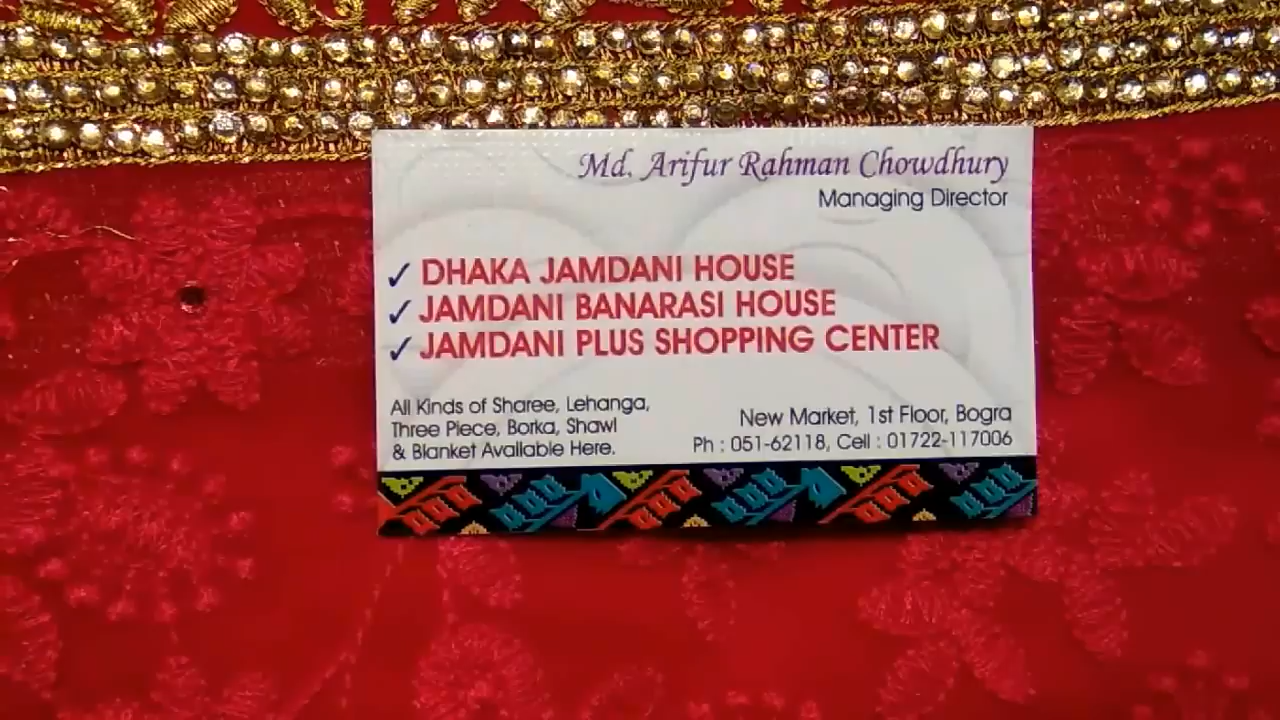 Md. Arifur Rahman Chowdhury
Managing Director
✓ DHAKA JAMDANI HOUSE
✓ JAMDANI BANARASI HOUSE
✓ JAMDANI PLUS SHOPPING CENTER
All Kinds of Sharee, Lehanga,
Three Piece, Borka, Shawl
& Blanket Available Here.
New Market, 1st Floor, Bogra
Ph : 051-62118, Cell : 01722-117006